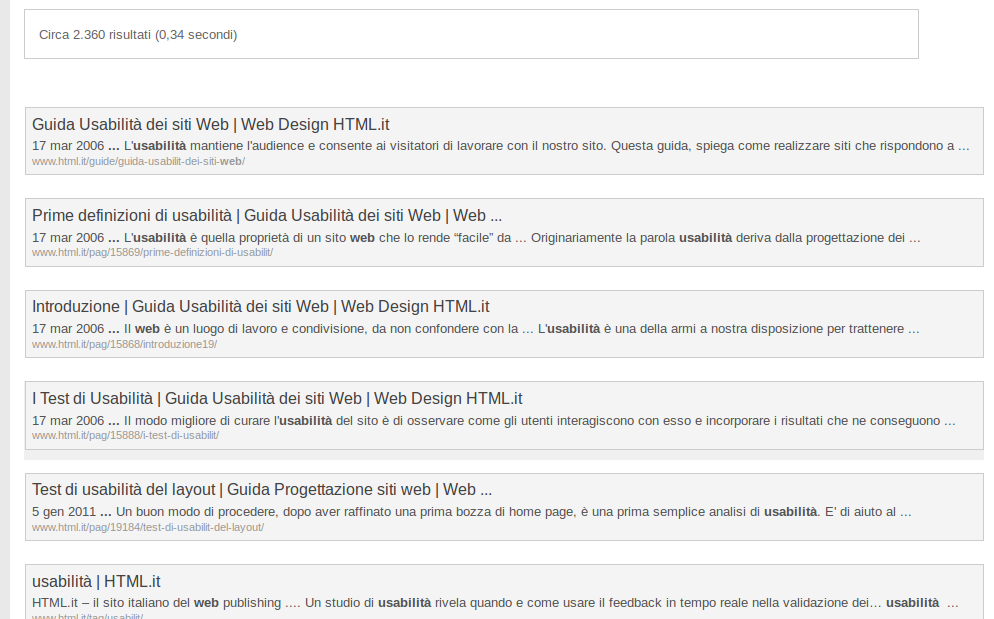 Circa 2.360 risultati (0,34 secondi)
Guida Usabilità dei siti Web | Web Design HTML.it
17 mar 2006 ... L'usabilità mantiene l'audience e consente ai visitatori di lavorare con il nostro sito. Questa guida, spiega come realizzare siti che rispondono a ...
www.html.it/guide/guida-usabilit-dei-siti-web/
Prime definizioni di usabilità | Guida Usabilità dei siti Web | Web ...
17 mar 2006 ... L'usabilità è quella proprietà di un sito web che lo rende “facile” da ... Originariamente la parola usabilità deriva dalla progettazione dei ...
www.html.it/pag/15869/prime-definizioni-di-usabilit/
Introduzione | Guida Usabilità dei siti Web | Web Design HTML.it
17 mar 2006 ... Il web è un luogo di lavoro e condivisione, da non confondere con la ... L'usabilità è una della armi a nostra disposizione per trattenere ...
www.html.it/pag/15868/introduzione19/
I Test di Usabilità | Guida Usabilità dei siti Web | Web Design HTML.it
17 mar 2006 ... Il modo migliore di curare l'usabilità del sito è di osservare come gli utenti interagiscono con esso e incorporare i risultati che ne conseguono ...
www.html.it/pag/15888/i-test-di-usabilit/
Test di usabilità del layout | Guida Progettazione siti web | Web ...
5 gen 2011 ... Un buon modo di procedere, dopo aver raffinato una prima bozza di home page, è una prima semplice analisi di usabilità. E' di aiuto al ...
www.html.it/pag/19184/test-di-usabilit-del-layout/
usabilità | HTML.it
HTML.it – il sito italiano del web publishing .... Un studio di usabilità rivela quando e come usare il feedback in tempo reale nella validazione dei... usabilità ...
www.html.it/tag/usabilit/